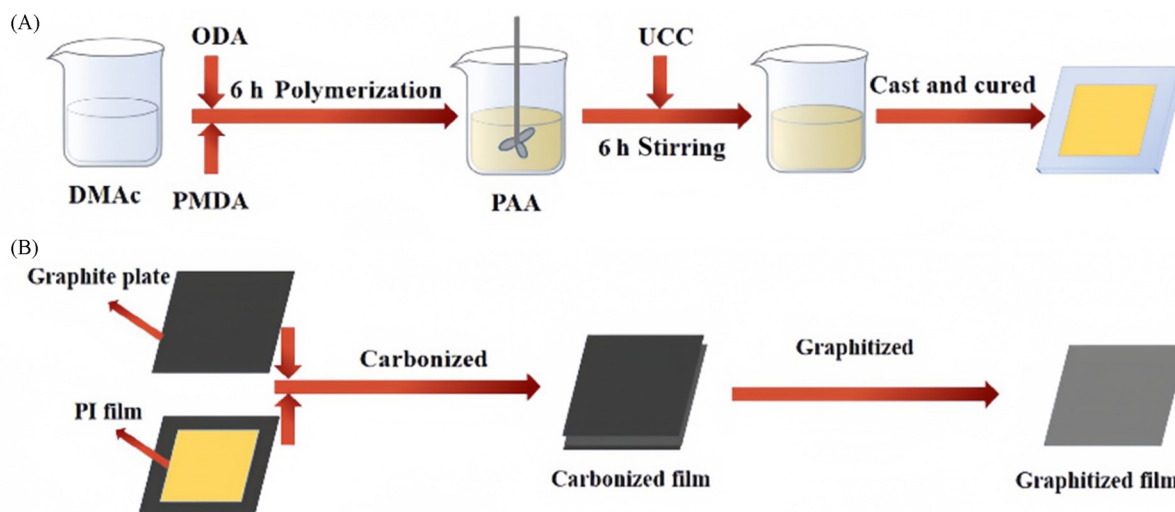 (A)
ODA
UCC
6 h Polymerization
Cast and cured
6 h Stirring
DMAc
PMDA
PAA
(B)
Graphite plate
Carbonized
Graphitized
PI film
Carbonized film
Graphitized film